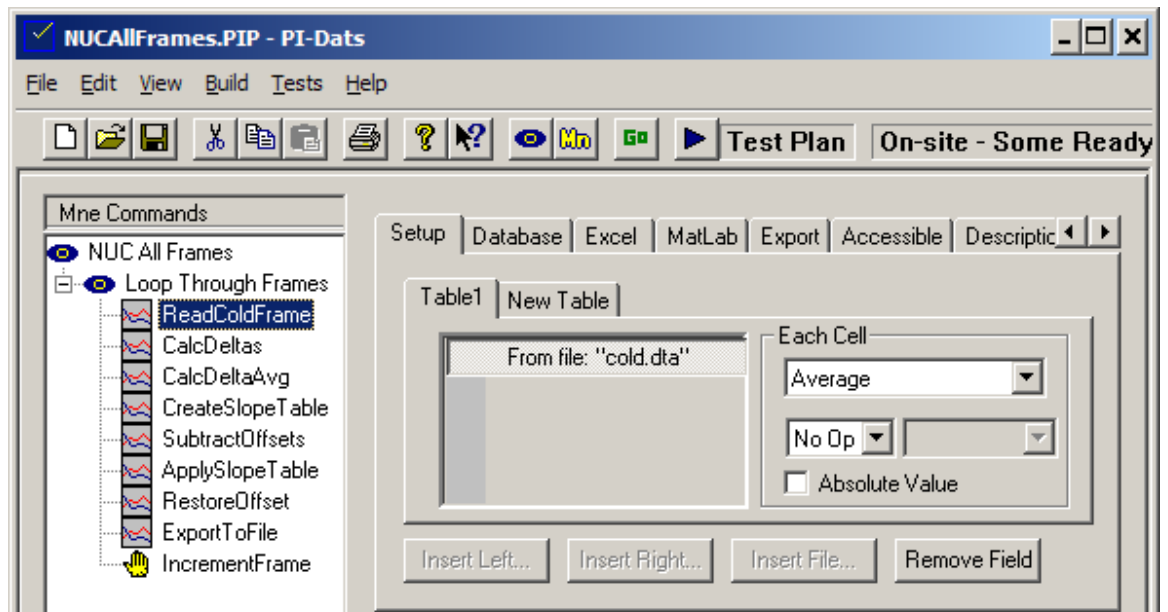 NUCAllFrames.PIP - PI-Dats
File Edit View Build Tests Help
Mn GO Test Plan On-site - Some Ready
Mne Commands
NUC All Frames
Loop Through Frames
ReadColdFrame
CalcDeltas
CalcDeltaAvg
CreateSlopeTable
SubtractOffsets
ApplySlopeTable
RestoreOffset
ExportToFile
IncrementFrame
Setup Database Excel MatLab Export Accessible Descriptic
Table1 New Table
From file: "cold.dta"
Each Cell
Average
No Op
Absolute Value
Insert Left... Insert Right... Insert File... Remove Field